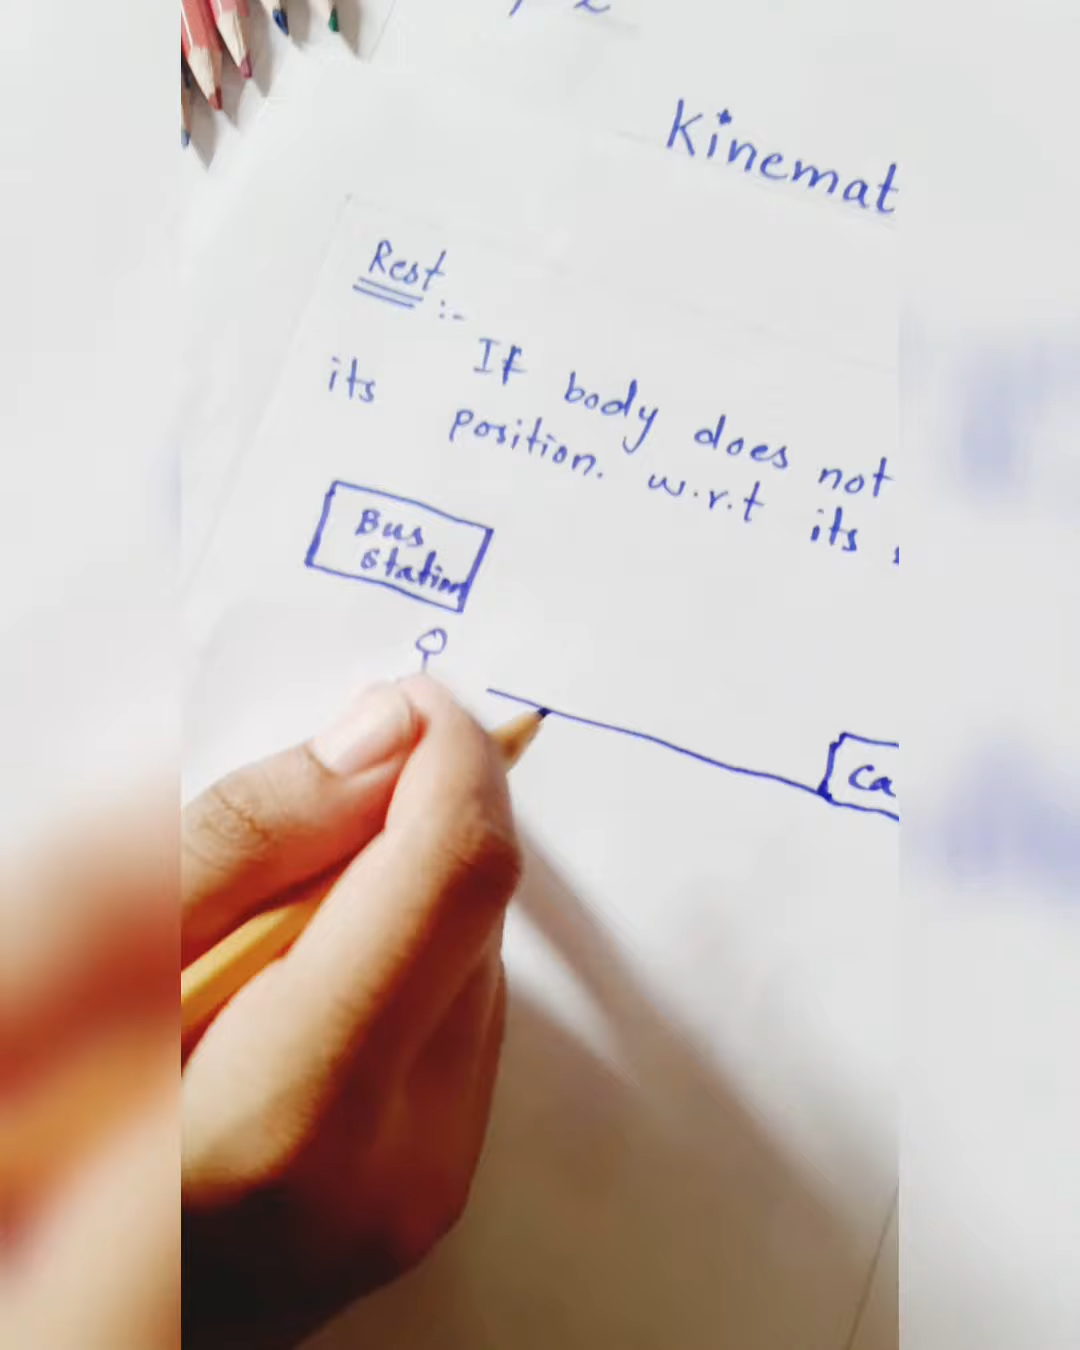 Kinemat
Rest :-
If body does not
its position. w.r.t its
Bus
Station
Ca